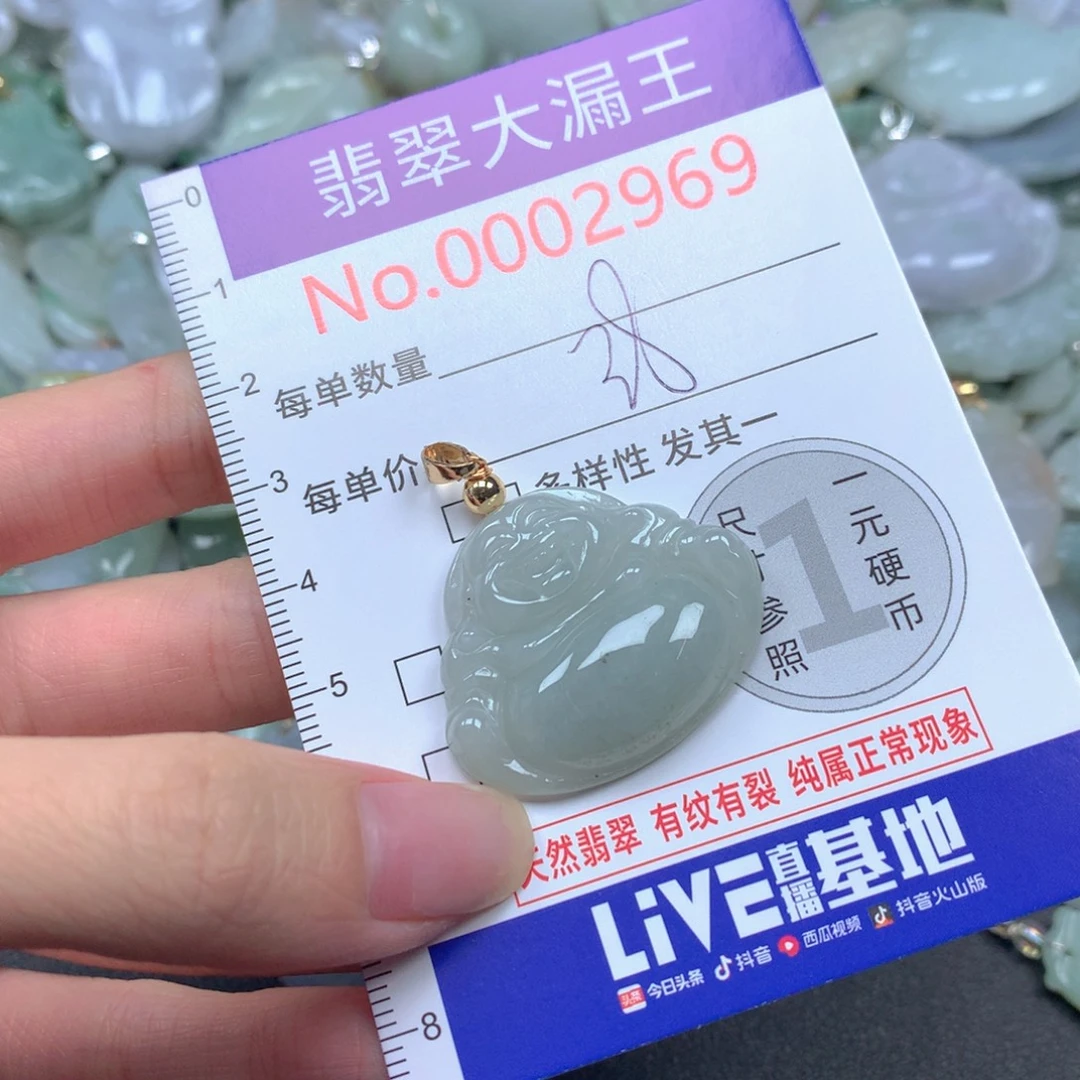 翡翠大漏王
No.0002969
0
1
2
3
4
5
8
每单数量
每单价
多样性 发其一
一元硬币
尺寸参照
天然翡翠 有纹有裂 纯属正常现象
LiVE直播基地
头条 今日头条 抖音 西瓜视频 抖音火山版
1